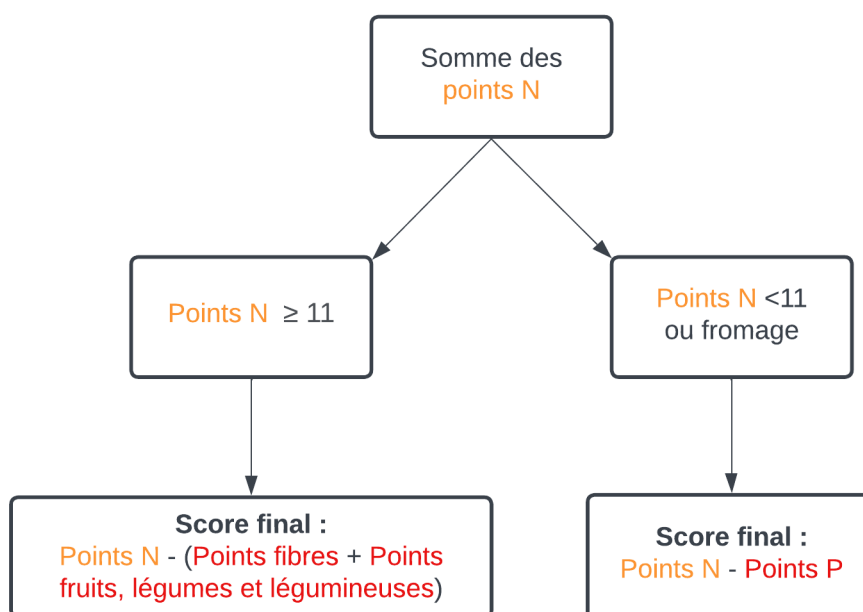 Somme des
points N
Points N ≥ 11
Points N <11
ou fromage
Score final :
Points N - (Points fibres + Points
fruits, légumes et légumineuses)
Score final :
Points N - Points P